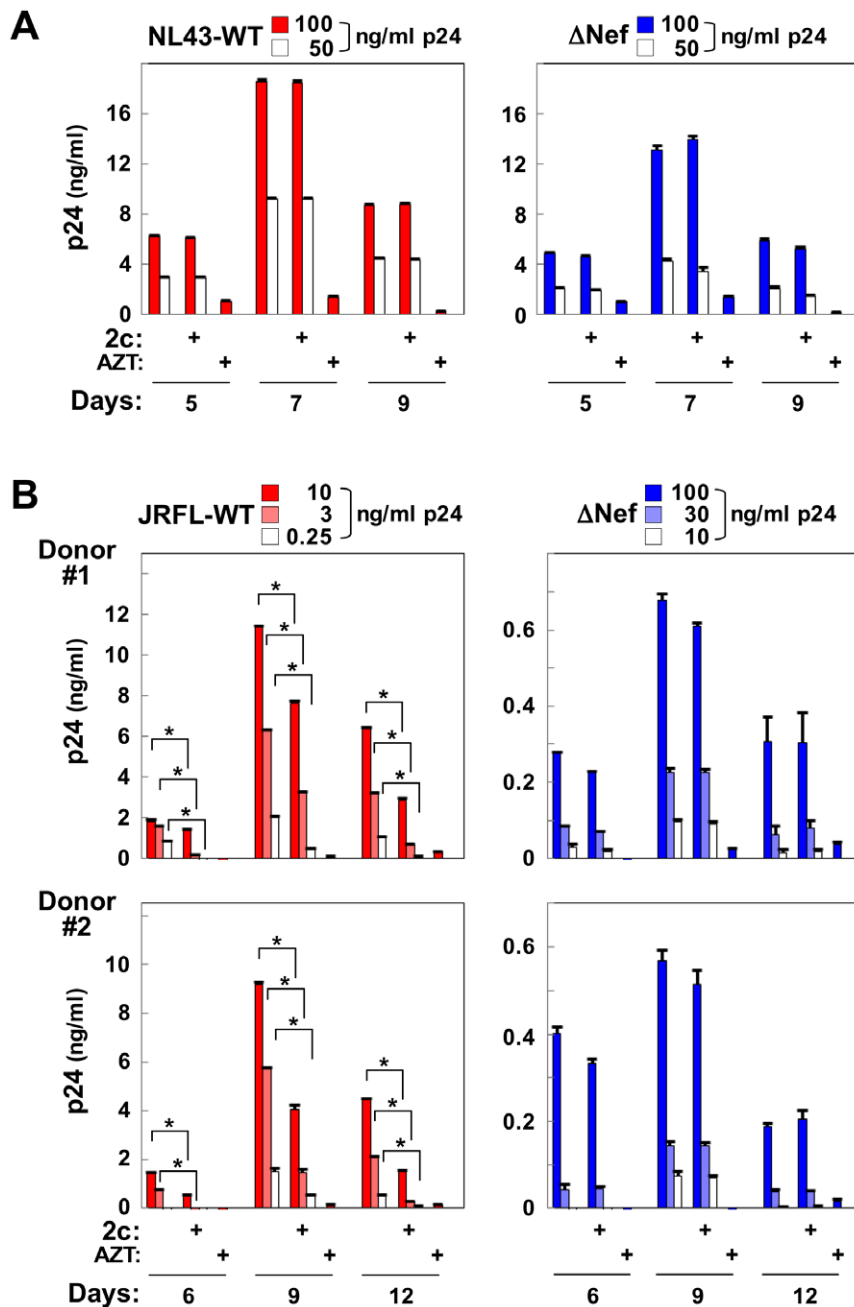 A
NL43-WT 100 ng/ml p24
50
ΔNef 100 ng/ml p24
50
p24 (ng/ml)
16
12
8
4
0
16
12
8
4
0
2c: + + + + + +
AZT: + + + + + +
Days: 5 7 9 5 7 9
B
JRFL-WT 10
3 ng/ml p24
0.25
ΔNef 100
30 ng/ml p24
10
Donor
#1
p24 (ng/ml)
12
10
8
6
4
2
0
* * *
* * *
* * *
0.6
0.4
0.2
0
Donor
#2
p24 (ng/ml)
10
8
6
4
2
0
* *
* * *
* * *
0.6
0.4
0.2
0
2c: + + + + + +
AZT: + + + + + +
Days: 6 9 12 6 9 12